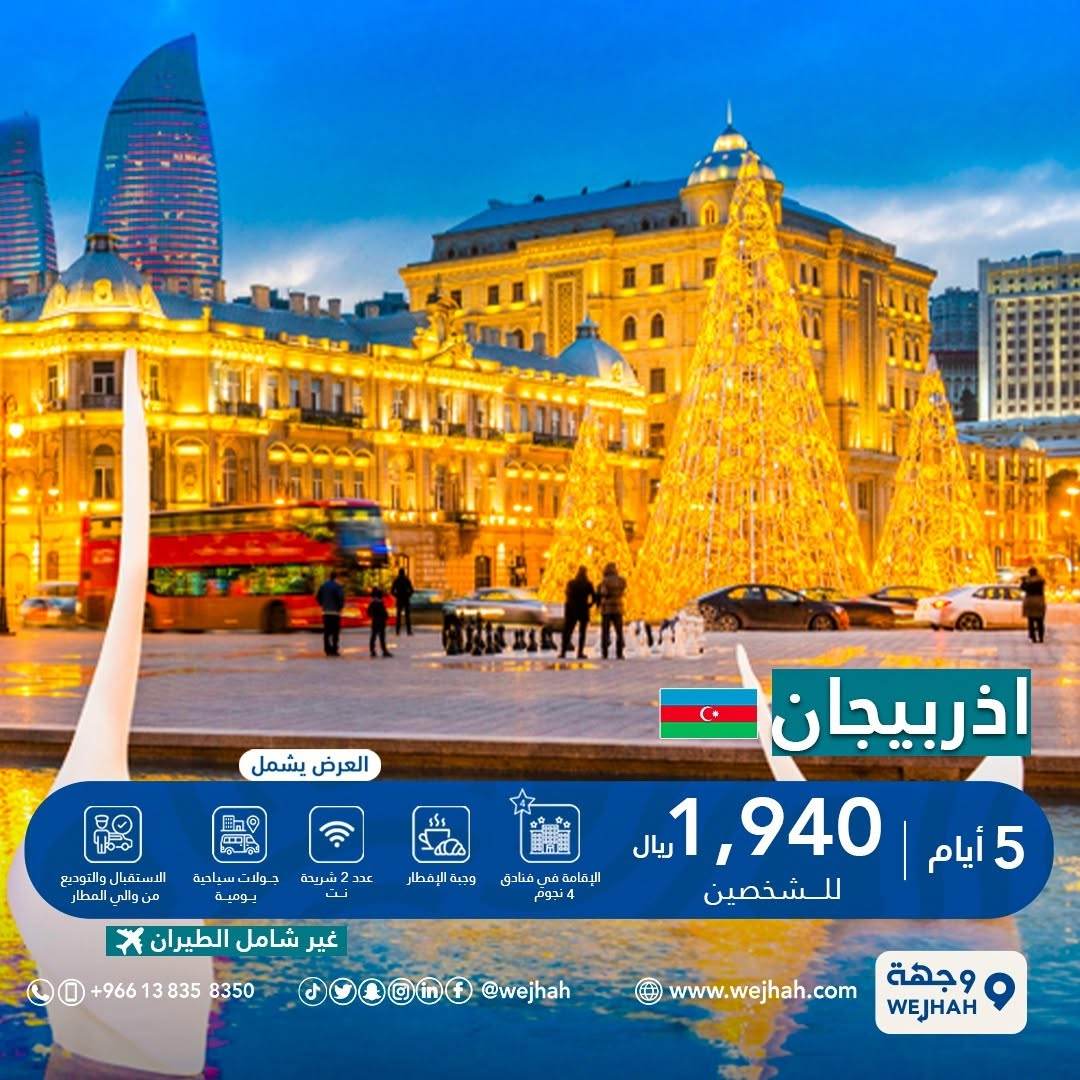 اذربيجان
العرض يشمل
5 أيام
1,940 ريال
للشخصين
4
الإقامة في فنادق
4 نجوم
وجبة الإفطار
عدد 2 شريحة
نت
جولات سياحية
يومية
الاستقبال والتوديع
من والي المطار
غير شامل الطيران
+966 13 835 8350
@wejhah
www.wejhah.com
وجهة
WEJHAH